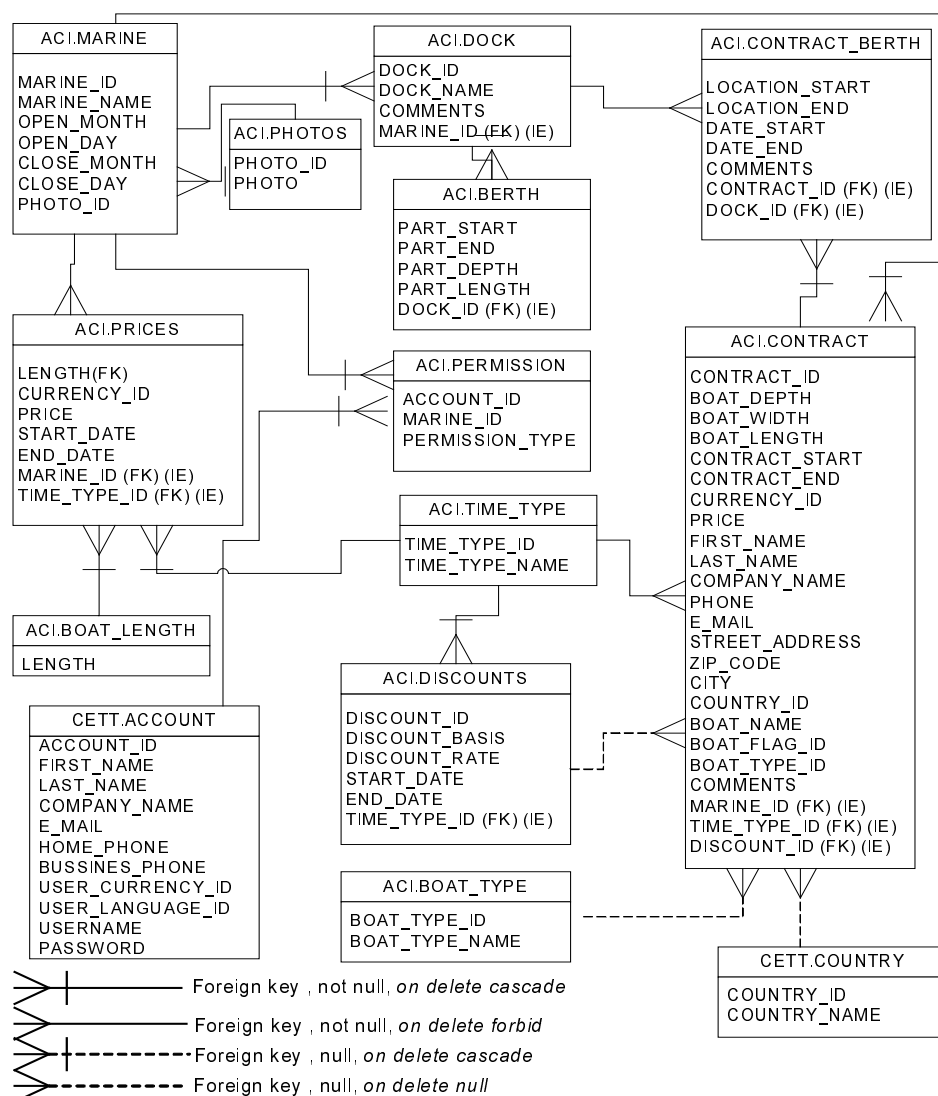 ACI.MARINE
MARINE_ID
MARINE_NAME
OPEN_MONTH
OPEN_DAY
CLOSE_MONTH
CLOSE_DAY
PHOTO_ID
ACI.PHOTOS
PHOTO_ID
PHOTO
ACI.DOCK
DOCK_ID
DOCK_NAME
COMMENTS
MARINE_ID (FK) (IE)
ACI.BERTH
PART_START
PART_END
PART_DEPTH
PART_LENGTH
DOCK_ID (FK) (IE)
ACI.CONTRACT_BERTH
LOCATION_START
LOCATION_END
DATE_START
DATE_END
COMMENTS
CONTRACT_ID (FK) (IE)
DOCK_ID (FK) (IE)
ACI.PRICES
LENGTH(FK)
CURRENCY_ID
PRICE
START_DATE
END_DATE
MARINE_ID (FK) (IE)
TIME_TYPE_ID (FK) (IE)
ACI.PERMISSION
ACCOUNT_ID
MARINE_ID
PERMISSION_TYPE
ACI.TIME_TYPE
TIME_TYPE_ID
TIME_TYPE_NAME
ACI.BOAT_LENGTH
LENGTH
ACI.DISCOUNTS
DISCOUNT_ID
DISCOUNT_BASIS
DISCOUNT_RATE
START_DATE
END_DATE
TIME_TYPE_ID (FK) (IE)
ACI.CONTRACT
CONTRACT_ID
BOAT_DEPTH
BOAT_WIDTH
BOAT_LENGTH
CONTRACT_START
CONTRACT_END
CURRENCY_ID
PRICE
FIRST_NAME
LAST_NAME
COMPANY_NAME
PHONE
E_MAIL
STREET_ADDRESS
ZIP_CODE
CITY
COUNTRY_ID
BOAT_NAME
BOAT_FLAG_ID
BOAT_TYPE_ID
COMMENTS
MARINE_ID (FK) (IE)
TIME_TYPE_ID (FK) (IE)
DISCOUNT_ID (FK) (IE)
CETT.ACCOUNT
ACCOUNT_ID
FIRST_NAME
LAST_NAME
COMPANY_NAME
E_MAIL
HOME_PHONE
BUSSINES_PHONE
USER_CURRENCY_ID
USER_LANGUAGE_ID
USERNAME
PASSWORD
ACI.BOAT_TYPE
BOAT_TYPE_ID
BOAT_TYPE_NAME
CETT.COUNTRY
COUNTRY_ID
COUNTRY_NAME
Foreign key , not null, on delete cascade
Foreign key , not null, on delete forbid
Foreign key , null, on delete cascade
Foreign key , null, on delete null